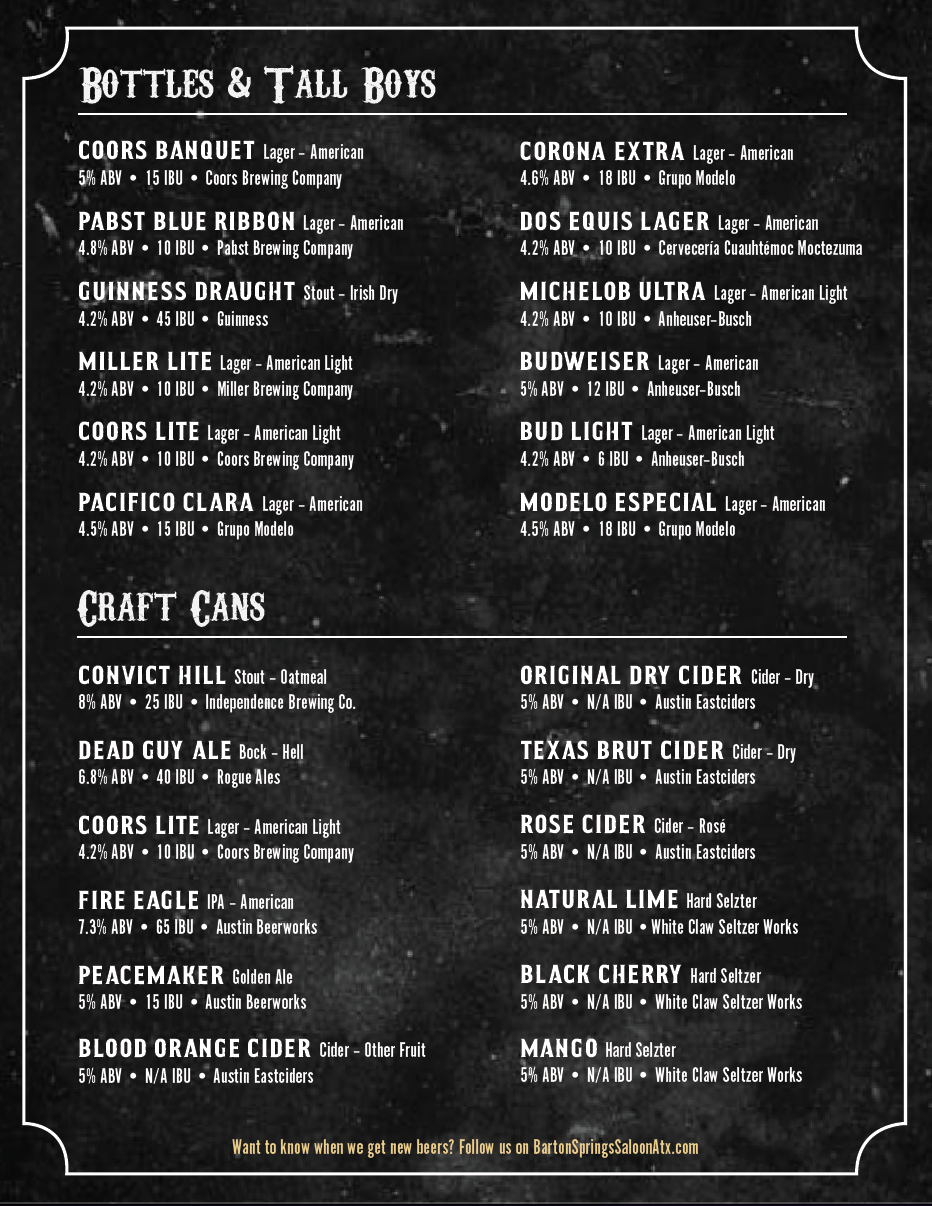 BOTTLES & TALL BOYS
COORS BANQUET Lager – American
5% ABV • 15 IBU • Coors Brewing Company
PABST BLUE RIBBON Lager – American
4.8% ABV • 10 IBU • Pabst Brewing Company
GUINNESS DRAUGHT Stout – Irish Dry
4.2% ABV • 45 IBU • Guinness
MILLER LITE Lager – American Light
4.2% ABV • 10 IBU • Miller Brewing Company
COORS LITE Lager – American Light
4.2% ABV • 10 IBU • Coors Brewing Company
PACIFICO CLARA Lager – American
4.5% ABV • 15 IBU • Grupo Modelo
CORONA EXTRA Lager – American
4.6% ABV • 18 IBU • Grupo Modelo
DOS EQUIS LAGER Lager – American
4.2% ABV • 10 IBU • Cervecería Cuauhtémoc Moctezuma
MICHELOB ULTRA Lager – American Light
4.2% ABV • 10 IBU • Anheuser-Busch
BUDWEISER Lager – American
5% ABV • 12 IBU • Anheuser-Busch
BUD LIGHT Lager – American Light
4.2% ABV • 6 IBU • Anheuser-Busch
MODELO ESPECIAL Lager – American
4.5% ABV • 18 IBU • Grupo Modelo
CRAFT CANS
CONVICT HILL Stout – Oatmeal
8% ABV • 25 IBU • Independence Brewing Co.
DEAD GUY ALE Bock – Hell
6.8% ABV • 40 IBU • Rogue Ales
COORS LITE Lager – American Light
4.2% ABV • 10 IBU • Coors Brewing Company
FIRE EAGLE IPA – American
7.3% ABV • 65 IBU • Austin Beerworks
PEACEMAKER Golden Ale
5% ABV • 15 IBU • Austin Beerworks
BLOOD ORANGE CIDER Cider – Other Fruit
5% ABV • N/A IBU • Austin Eastciders
ORIGINAL DRY CIDER Cider – Dry
5% ABV • N/A IBU • Austin Eastciders
TEXAS BRUT CIDER Cider – Dry
5% ABV • N/A IBU • Austin Eastciders
ROSE CIDER Cider – Rosé
5% ABV • N/A IBU • Austin Eastciders
NATURAL LIME Hard Selzter
5% ABV • N/A IBU • White Claw Seltzer Works
BLACK CHERRY Hard Seltzer
5% ABV • N/A IBU • White Claw Seltzer Works
MANGO Hard Selzter
5% ABV • N/A IBU • White Claw Seltzer Works
Want to know when we get new beers? Follow us on BartonSpringsSaloonAtx.com